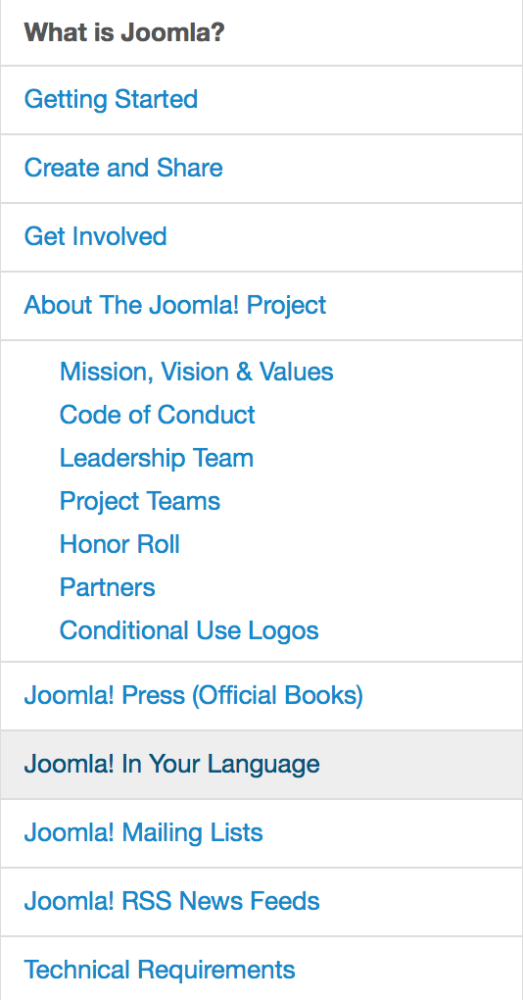 What is Joomla?
Getting Started
Create and Share
Get Involved
About The Joomla! Project
Mission, Vision & Values
Code of Conduct
Leadership Team
Project Teams
Honor Roll
Partners
Conditional Use Logos
Joomla! Press (Official Books)
Joomla! In Your Language
Joomla! Mailing Lists
Joomla! RSS News Feeds
Technical Requirements